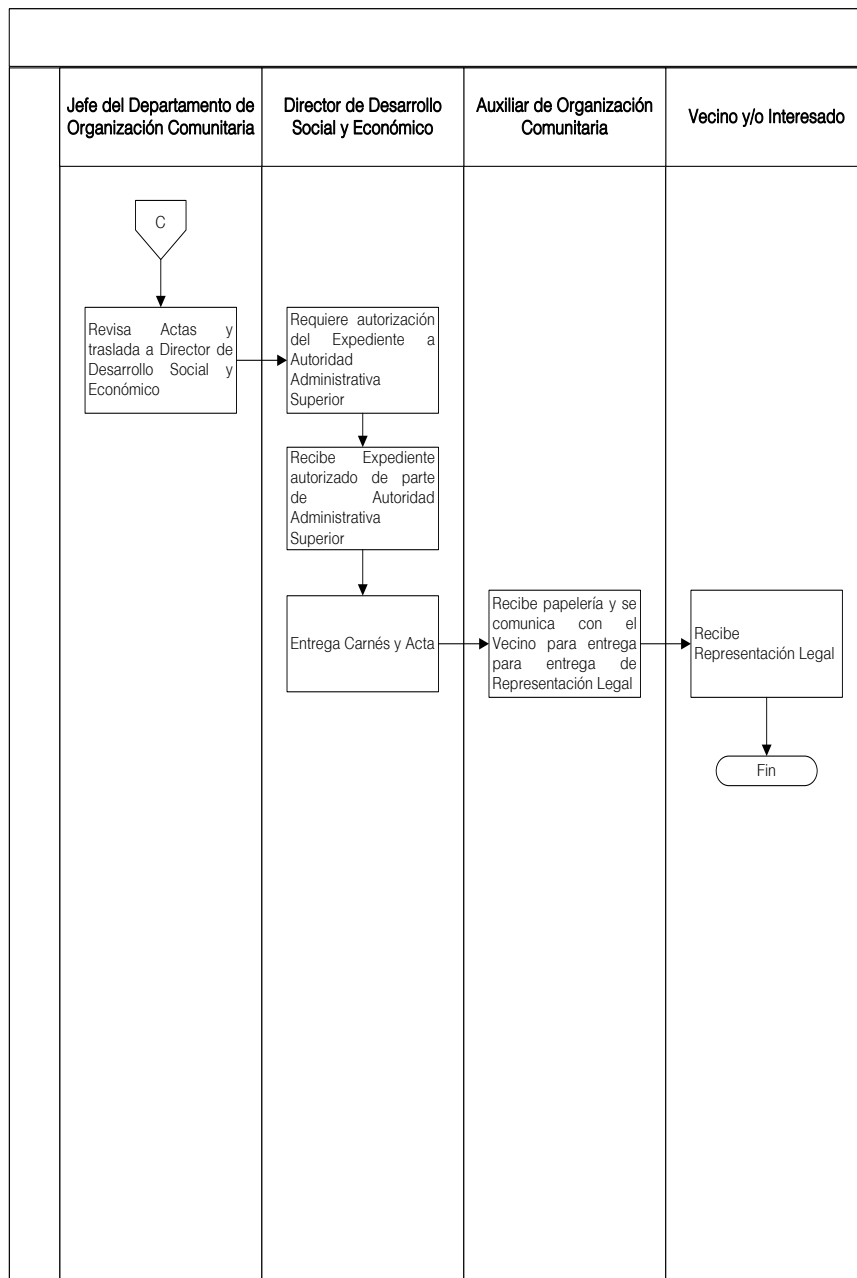 Jefe del Departamento de
Organización Comunitaria
Director de Desarrollo
Social y Económico
Auxiliar de Organización
Comunitaria
Vecino y/o Interesado
C
Revisa Actas y
traslada a Director de
Desarrollo Social y
Económico
Requiere autorización
del Expediente a
Autoridad
Administrativa
Superior
Recibe Expediente
autorizado de parte
de Autoridad
Administrativa
Superior
Entrega Carnés y Acta
Recibe papelería y se
comunica con el
Vecino para entrega
para entrega de
Representación Legal
Recibe
Representación Legal
Fin